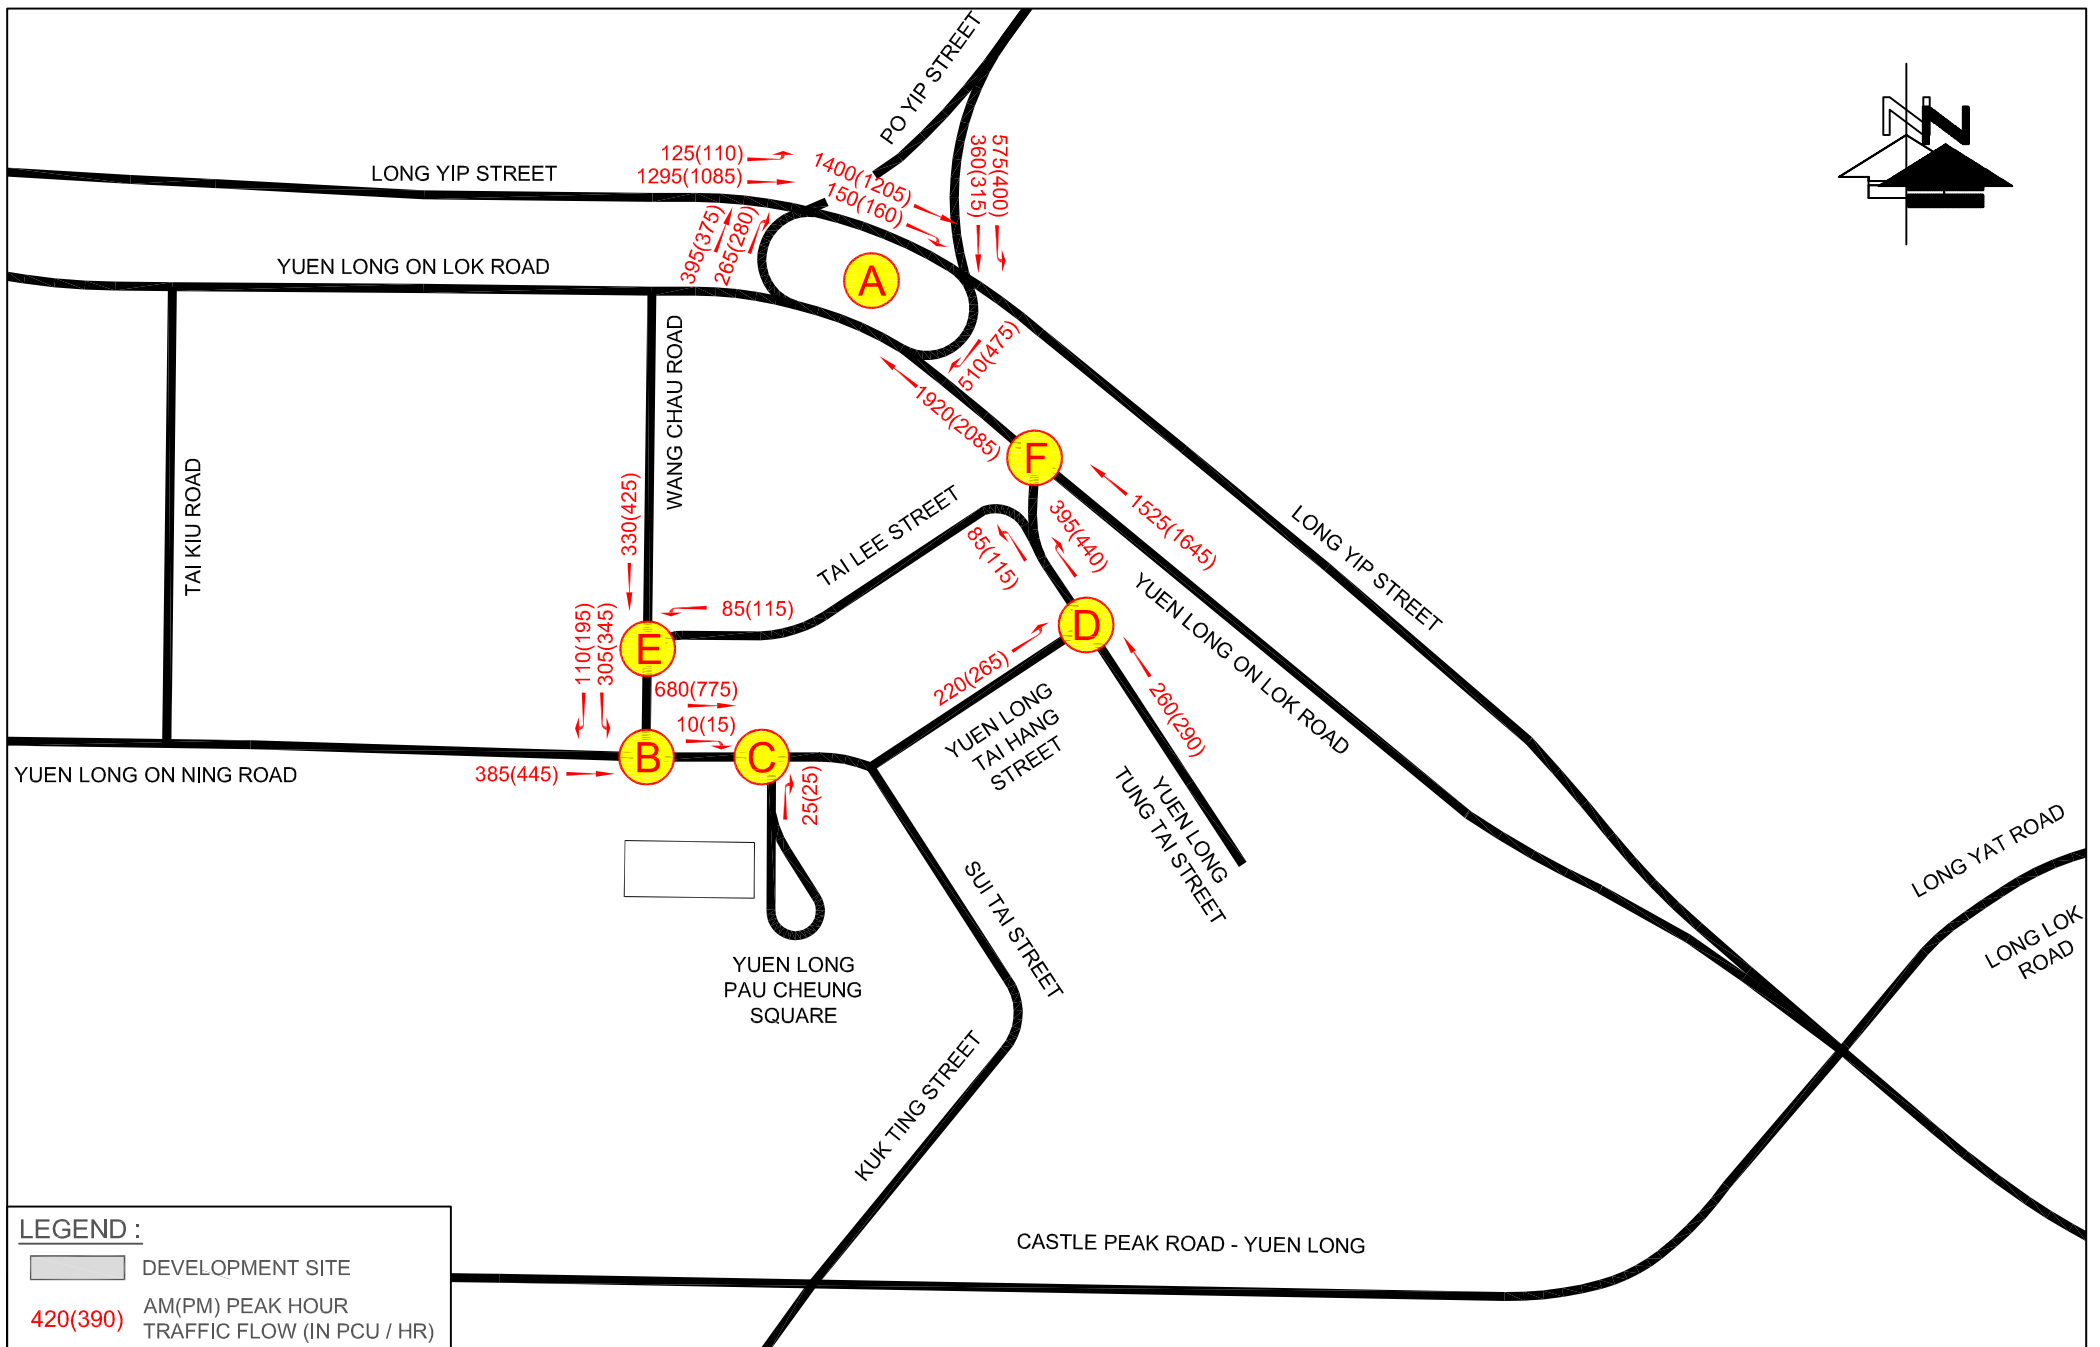 PO YIP STREET
LONG YIP STREET
125(110)
1295(1085)
1400(1205)
150(160)
575(400)
360(315)
395(375)
265(280)
YUEN LONG ON LOK ROAD
A
N
N
510(475)
1920(2085)
F
1525(1645)
WANG CHAU ROAD
TAI KIU ROAD
330(425)
TAI LEE STREET
85(115)
395(440)
LONG YIP STREET
YUEN LONG ON LOK ROAD
85(115)
110(195)
305(345)
E
D
220(265)
260(290)
680(775)
10(15)
B
C
385(445)
25(25)
YUEN LONG ON NING ROAD
YUEN LONG
TAI HANG
STREET
YUEN LONG
TUNG TAI STREET
SUI TAI STREET
YUEN LONG
PAU CHEUNG
SQUARE
KUK TING STREET
LONG YAT ROAD
LONG LOK
ROAD
CASTLE PEAK ROAD - YUEN LONG
LEGEND :
DEVELOPMENT SITE
420(390)
AM(PM) PEAK HOUR
TRAFFIC FLOW (IN PCU / HR)